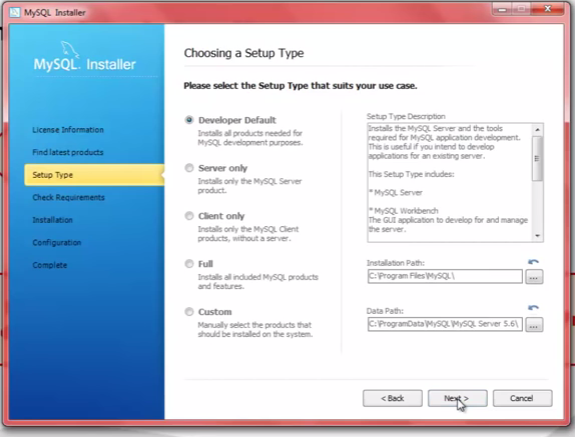 MySQL Installer
MySQL. Installer
License Information
Find latest products
Setup Type
Check Requirements
Installation
Configuration
Complete
Choosing a Setup Type
Please select the Setup Type that suits your use case.
Developer Default
Installs all products needed for
MySQL development purposes.
Server only
Installs only the MySQL Server
product.
Client only
Installs only the MySQL Client
products, without a server.
Full
Installs all included MySQL products
and features.
Custom
Manually select the products that
should be installed on the system.
Setup Type Description
Installs the MySQL Server and the tools
required for MySQL application development.
This is useful if you intend to develop
applications for an existing server.
This Setup Type includes:
* MySQL Server
* MySQL Workbench
The GUI application to develop for and manage
the server.
Installation Path:
C:\Program Files\MySQL\
...
Data Path:
C:\ProgramData\MySQL\MySQL Server 5.6\
...
< Back
Next >
Cancel